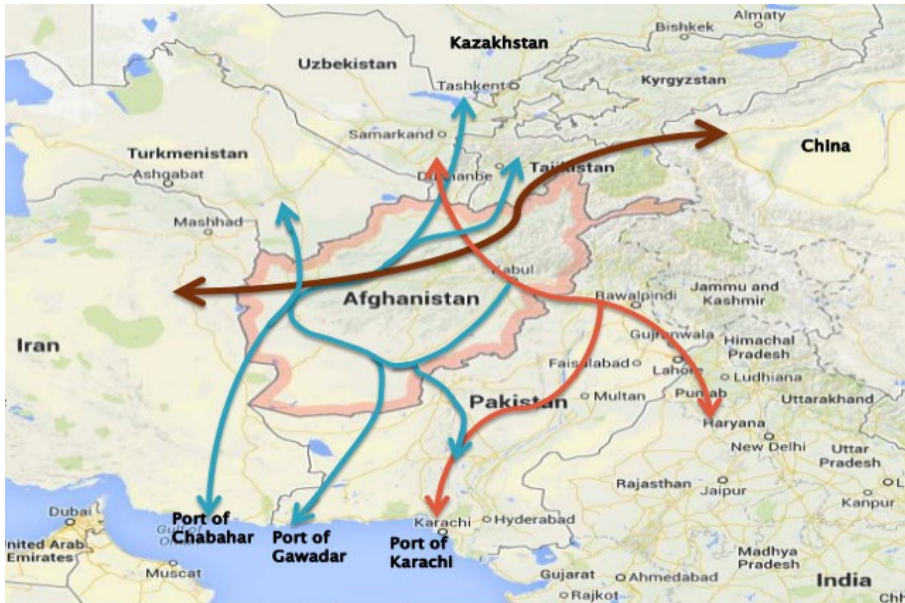 Almaty
Bishkek
Kazakhstan
Uzbekistan
Kyrgyzstan
Tashkent
Samarkand
China
Turkmenistan
Tajikistan
Ashgabat
Mashhad
Kabul
Afghanistan
Rawalpindi
Jammu and
Kashmir
Iran
Gujranwala
Himachal
Pradesh
Faisalabad
Lahore
Ludhiana
Multan
Punjab
Uttarakhand
Pakistan
Haryana
New Delhi
Uttar
Pradesh
Rajasthan
Jaipur
Kanpur
Dubai
Port of
Chabahar
Gulf of
Karachi
Hyderabad
Port of
Gawadar
Port of
Karachi
United Arab
Emirates
Muscat
Madhya
Pradesh
Gujarat
Ahmedabad
India
Rajkot